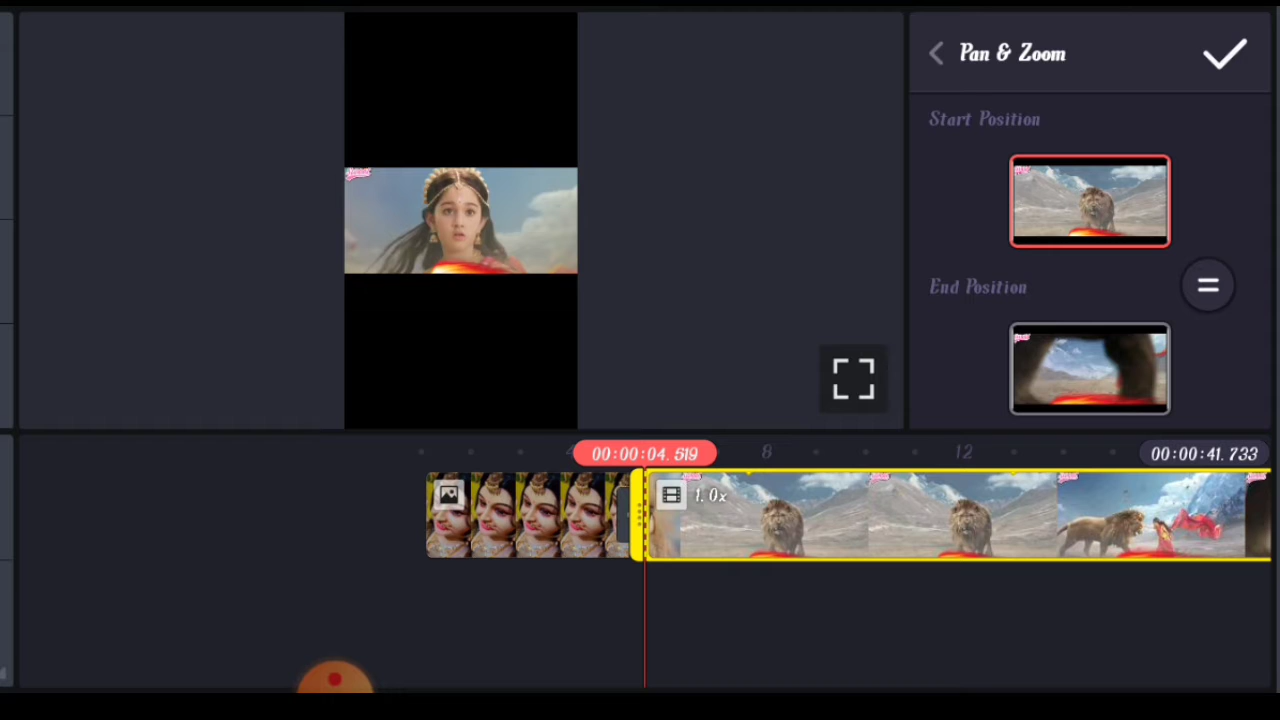 Pan & Zoom
Start Position
End Position
=
00:00:04.519
8
12
00:00:41.733
1.0x